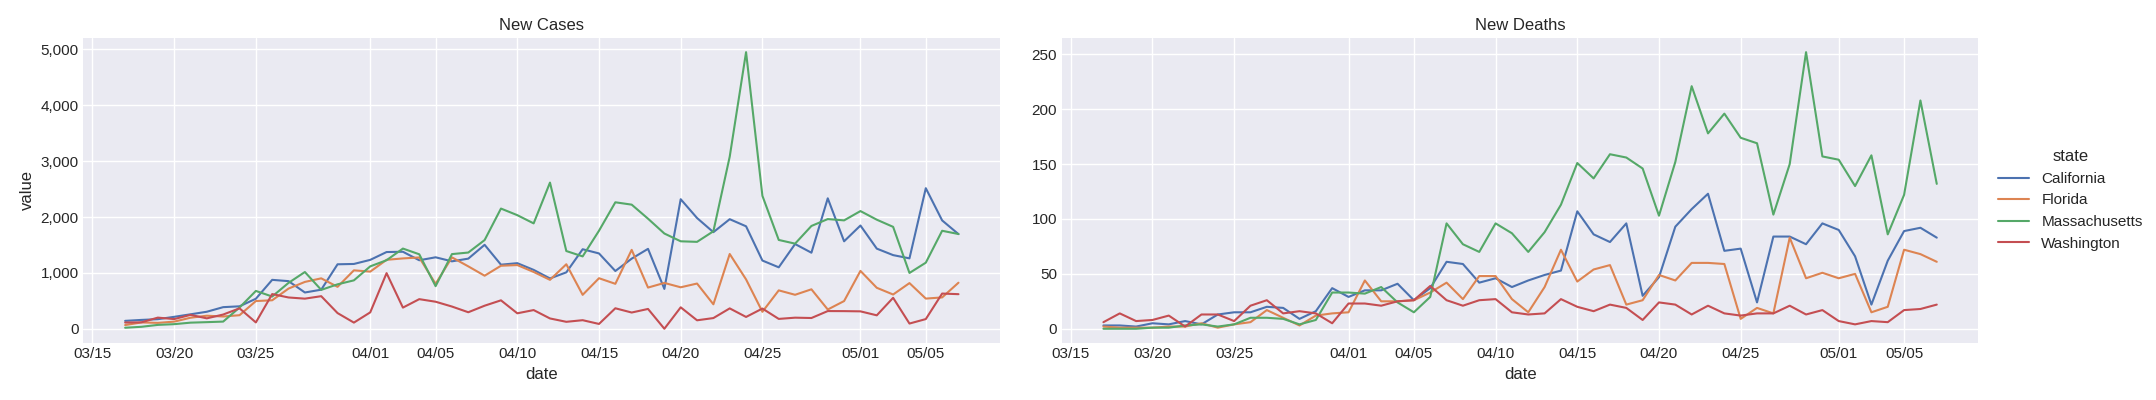 New Cases
5,000
4,000
3,000
2,000
1,000
0
value
03/15 03/20 03/25 04/01 04/05 04/10 04/15 04/20 04/25 05/01 05/05
date
New Deaths
250
200
150
100
50
0
03/15 03/20 03/25 04/01 04/05 04/10 04/15 04/20 04/25 05/01 05/05
date
state
California
Florida
Massachusetts
Washington